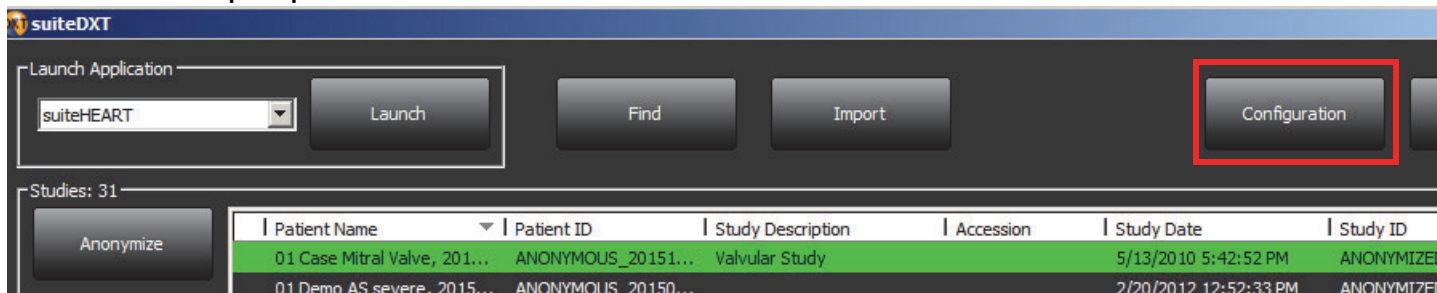 suiteDXT
Launch Application
suiteHEART
Launch
Find
Import
Configuration
Studies: 31
Anonymize
Patient Name Patient ID Study Description Accession Study Date Study ID
01 Case Mitral Valve, 201... ANONYMOUS_20151... Valvular Study 5/13/2010 5:42:52 PM ANONYMIZE
01 Demo AS severe, 2015... ANONYMOUS_20150... 2/20/2012 12:52:33 PM ANONYMIZE